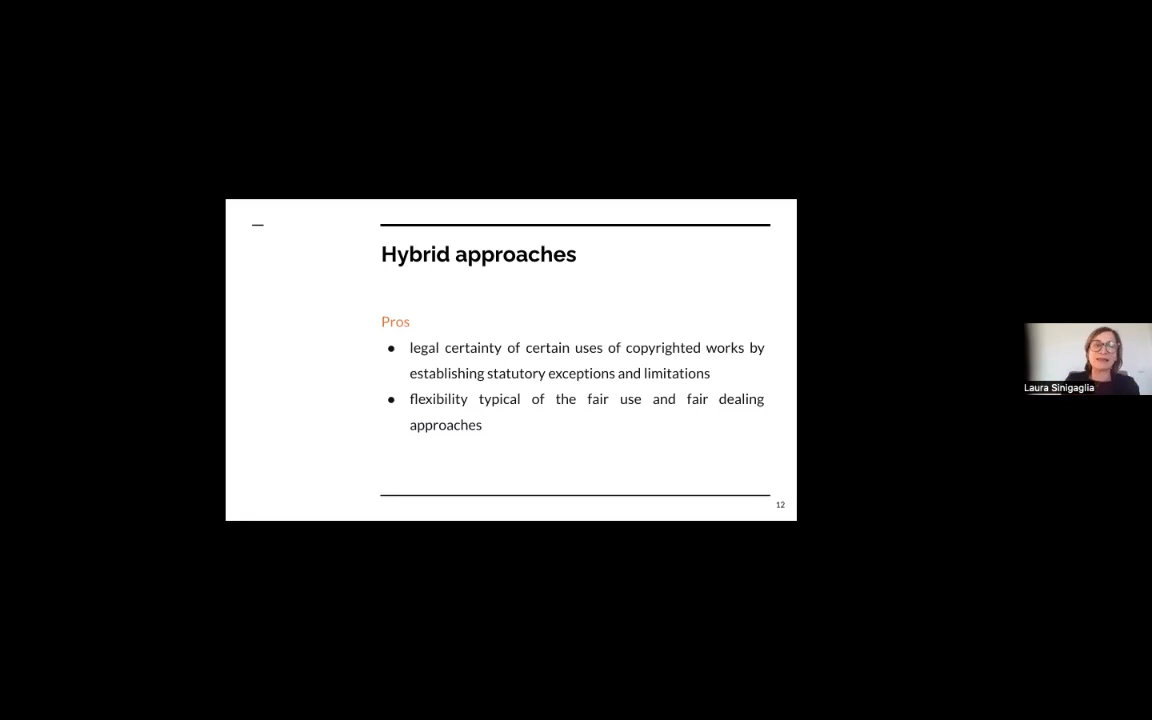 Hybrid approaches
Pros
● legal certainty of certain uses of copyrighted works by
establishing statutory exceptions and limitations
● flexibility typical of the fair use and fair dealing
approaches
12
Laura Sinigaglia